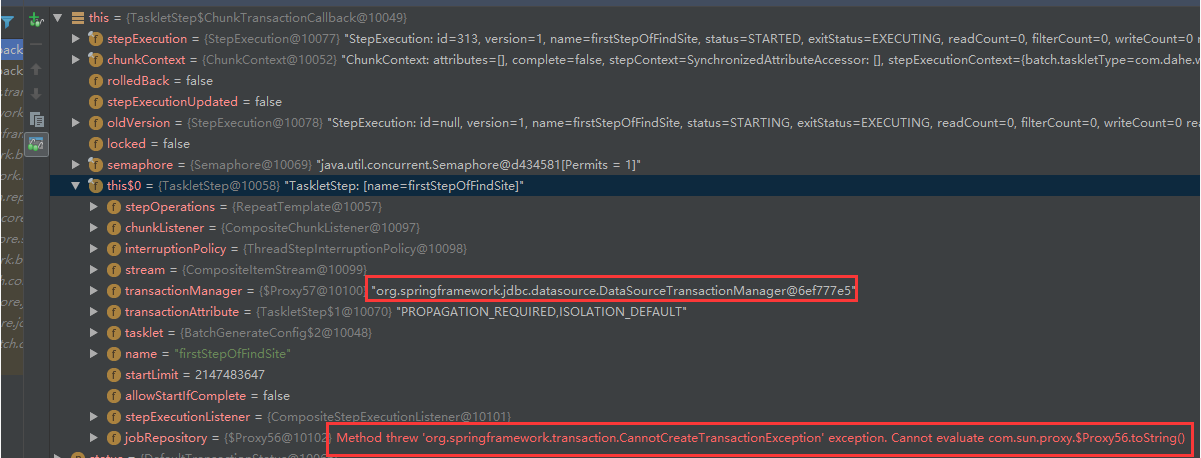 this = {TaskletStep$ChunkTransactionCallback@10049}
back
stepExecution = {StepExecution@10077} "StepExecution: id=313, version=1, name=firstStepOfFindSite, status=STARTED, exitStatus=EXECUTING, readCount=0, filterCount=0, writeCount=0 r
back
chunkContext = {ChunkContext@10052} "ChunkContext: attributes=[], complete=false, stepContext=SynchronizedAttributeAccessor: [], stepExecutionContext={batch.taskletType=com.dahe.w
rolledBack = false
stepExecutionUpdated = false
oldVersion = {StepExecution@10078} "StepExecution: id=null, version=1, name=firstStepOfFindSite, status=STARTING, exitStatus=EXECUTING, readCount=0, filterCount=0, writeCount=0 re
locked = false
semaphore = {Semaphore@10069} "java.util.concurrent.Semaphore@d434581[Permits = 1]"
this$0 = {TaskletStep@10058} "TaskletStep: [name=firstStepOfFindSite]"
stepOperations = {RepeatTemplate@10057}
chunkListener = {CompositeChunkListener@10097}
interruptionPolicy = {ThreadStepInterruptionPolicy@10098}
stream = {CompositeItemStream@10099}
transactionManager = {$Proxy57@10100} "org.springframework.jdbc.datasource.DataSourceTransactionManager@6ef777e5"
transactionAttribute = {TaskletStep$1@10070} "PROPAGATION_REQUIRED,ISOLATION_DEFAULT"
tasklet = {BatchGenerateConfig$2@10048}
name = "firstStepOfFindSite"
startLimit = 2147483647
allowStartIfComplete = false
stepExecutionListener = {CompositeStepExecutionListener@10101}
jobRepository = {$Proxy56@10102} Method threw 'org.springframework.transaction.CannotCreateTransactionException' exception. Cannot evaluate com.sun.proxy.$Proxy56.toString()